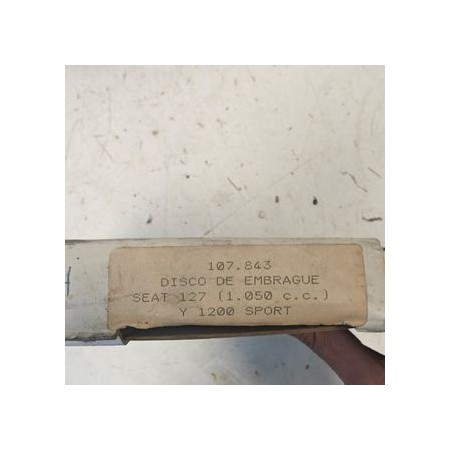 107.843
DISCO DE EMBRAGUE
SEAT 127 (1.050 c.c.)
Y 1200 SPORT